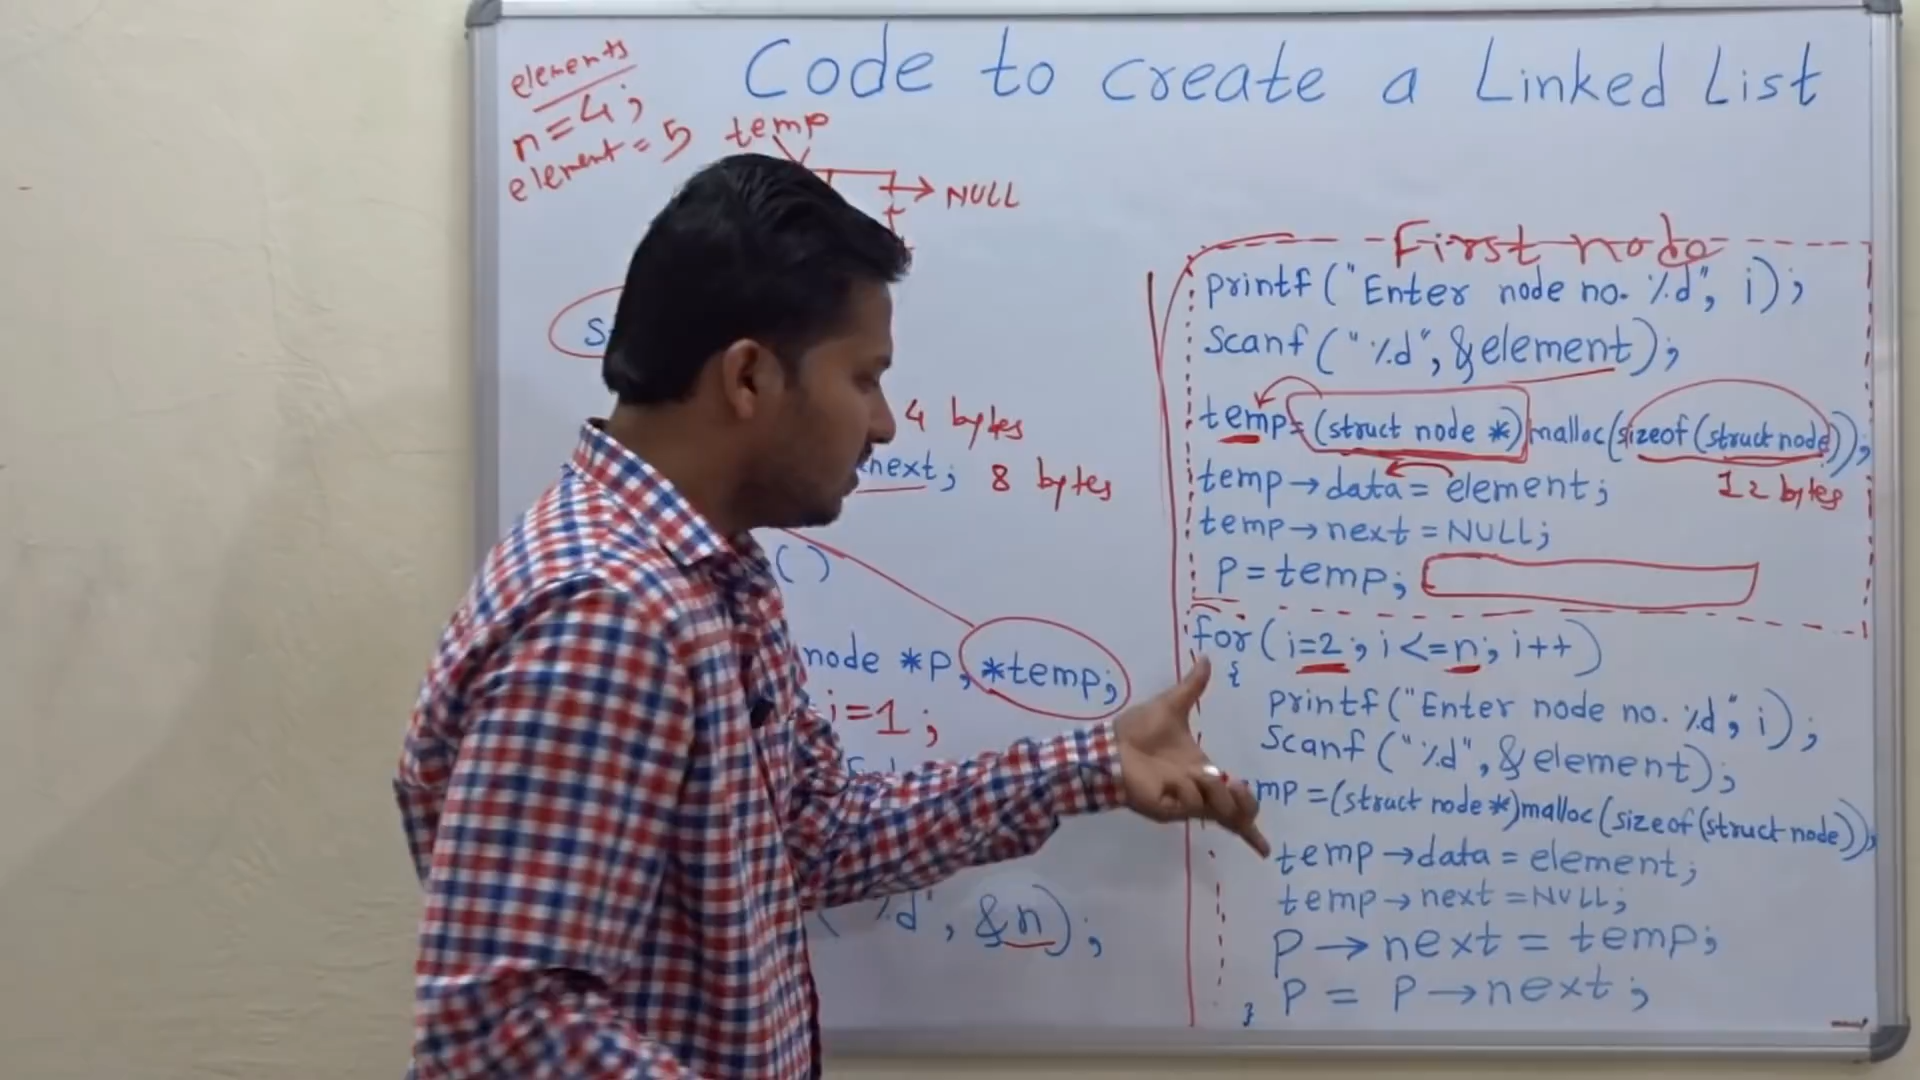 Code to create a Linked List
elements
n=4;
element = 5
temp
NULL
4 bytes
next; 8 bytes
()
node *P, *temp;
i=1;
%d", &n);
First node
printf("Enter node no. %d", i);
Scanf("%d", &element);
temp=(struct node *)malloc(sizeof(struct node));
temp→data=element;
12 bytes
temp→next=NULL;
P=temp;
for(i=2;i<=n;i++)
{
printf("Enter node no. %d", i);
Scanf("%d", &element);
mp=(struct node *)malloc(sizeof(struct node));
temp→data=element;
temp→next=NULL;
P→next=temp;
P = P→next;
}